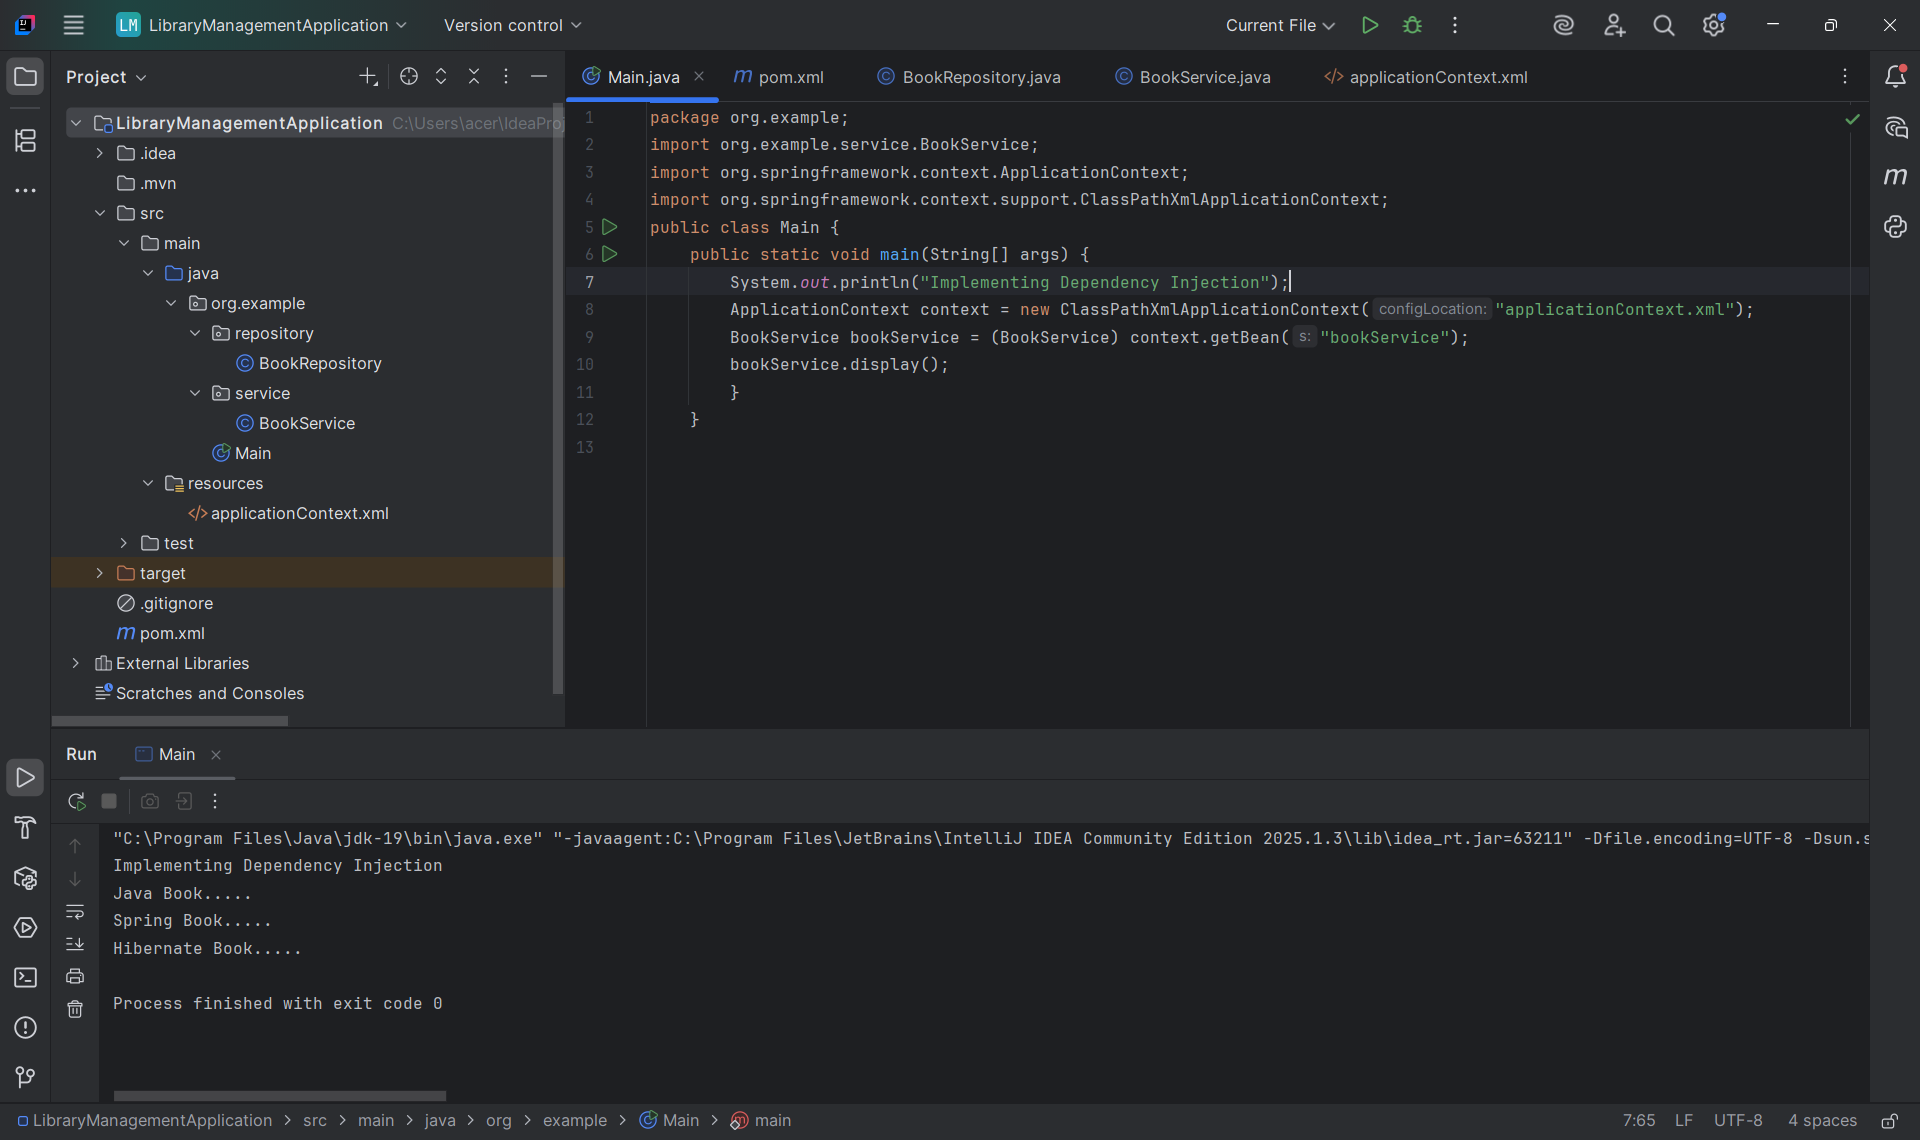 LM LibraryManagementApplication Version control Current File
Project
Main.java pom.xml BookRepository.java BookService.java applicationContext.xml
LibraryManagementApplication C:\Users\acer\IdeaProj
.idea
.mvn
src
main
java
org.example
repository
BookRepository
service
BookService
Main
resources
applicationContext.xml
test
target
.gitignore
pom.xml
External Libraries
Scratches and Consoles
1 package org.example;
2 import org.example.service.BookService;
3 import org.springframework.context.ApplicationContext;
4 import org.springframework.context.support.ClassPathXmlApplicationContext;
5 public class Main {
6 public static void main(String[] args) {
7 System.out.println("Implementing Dependency Injection");
8 ApplicationContext context = new ClassPathXmlApplicationContext( configLocation: "applicationContext.xml");
9 BookService bookService = (BookService) context.getBean( s: "bookService");
10 bookService.display();
11 }
12 }
13
Run Main
"C:\Program Files\Java\jdk-19\bin\java.exe" "-javaagent:C:\Program Files\JetBrains\IntelliJ IDEA Community Edition 2025.1.3\lib\idea_rt.jar=63211" -Dfile.encoding=UTF-8 -Dsun.s
Implementing Dependency Injection
Java Book.....
Spring Book.....
Hibernate Book.....
Process finished with exit code 0
LibraryManagementApplication > src > main > java > org > example > Main > main 7:65 LF UTF-8 4 spaces